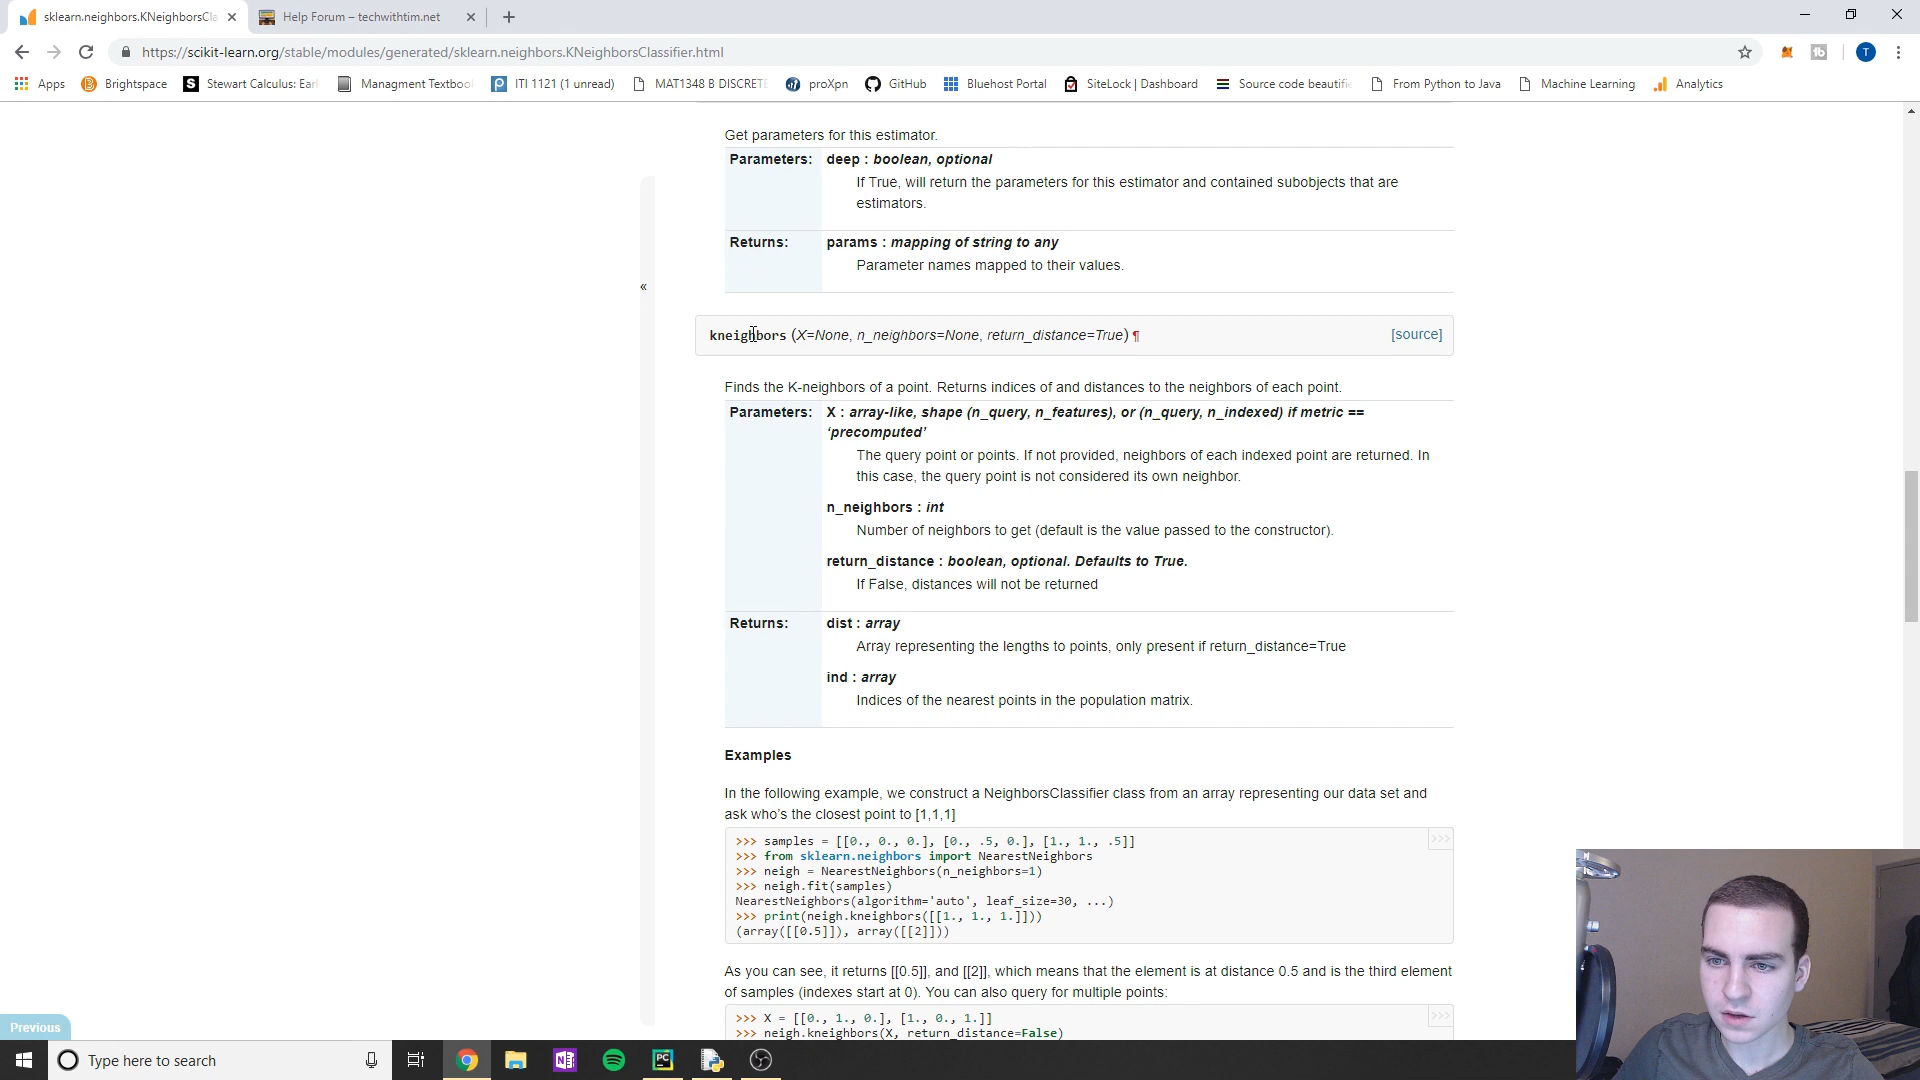 sklearn.neighbors.KNeighborsCla
Help Forum – techwithtim.net
https://scikit-learn.org/stable/modules/generated/sklearn.neighbors.KNeighborsClassifier.html
T
Apps
Brightspace
Stewart Calculus: Earl
Managment Textbook
ITI 1121 (1 unread)
MAT1348 B DISCRETE
proXpn
GitHub
Bluehost Portal
SiteLock | Dashboard
Source code beautifie
From Python to Java
Machine Learning
Analytics
Get parameters for this estimator.
Parameters: deep : boolean, optional
If True, will return the parameters for this estimator and contained subobjects that are
estimators.
Returns: params : mapping of string to any
Parameter names mapped to their values.
«
kneighbors (X=None, n_neighbors=None, return_distance=True) ¶ [source]
Finds the K-neighbors of a point. Returns indices of and distances to the neighbors of each point.
Parameters: X : array-like, shape (n_query, n_features), or (n_query, n_indexed) if metric ==
‘precomputed’
The query point or points. If not provided, neighbors of each indexed point are returned. In
this case, the query point is not considered its own neighbor.
n_neighbors : int
Number of neighbors to get (default is the value passed to the constructor).
return_distance : boolean, optional. Defaults to True.
If False, distances will not be returned
Returns: dist : array
Array representing the lengths to points, only present if return_distance=True
ind : array
Indices of the nearest points in the population matrix.
Examples
In the following example, we construct a NeighborsClassifier class from an array representing our data set and
ask who’s the closest point to [1,1,1]
>>>
>>> samples = [[0., 0., 0.], [0., .5, 0.], [1., 1., .5]]
>>> from sklearn.neighbors import NearestNeighbors
>>> neigh = NearestNeighbors(n_neighbors=1)
>>> neigh.fit(samples)
NearestNeighbors(algorithm='auto', leaf_size=30, ...)
>>> print(neigh.kneighbors([[1., 1., 1.]]))
(array([[0.5]]), array([[2]]))
As you can see, it returns [[0.5]], and [[2]], which means that the element is at distance 0.5 and is the third element
of samples (indexes start at 0). You can also query for multiple points:
>>>
>>> X = [[0., 1., 0.], [1., 0., 1.]]
>>> neigh.kneighbors(X, return_distance=False)
Previous
Type here to search